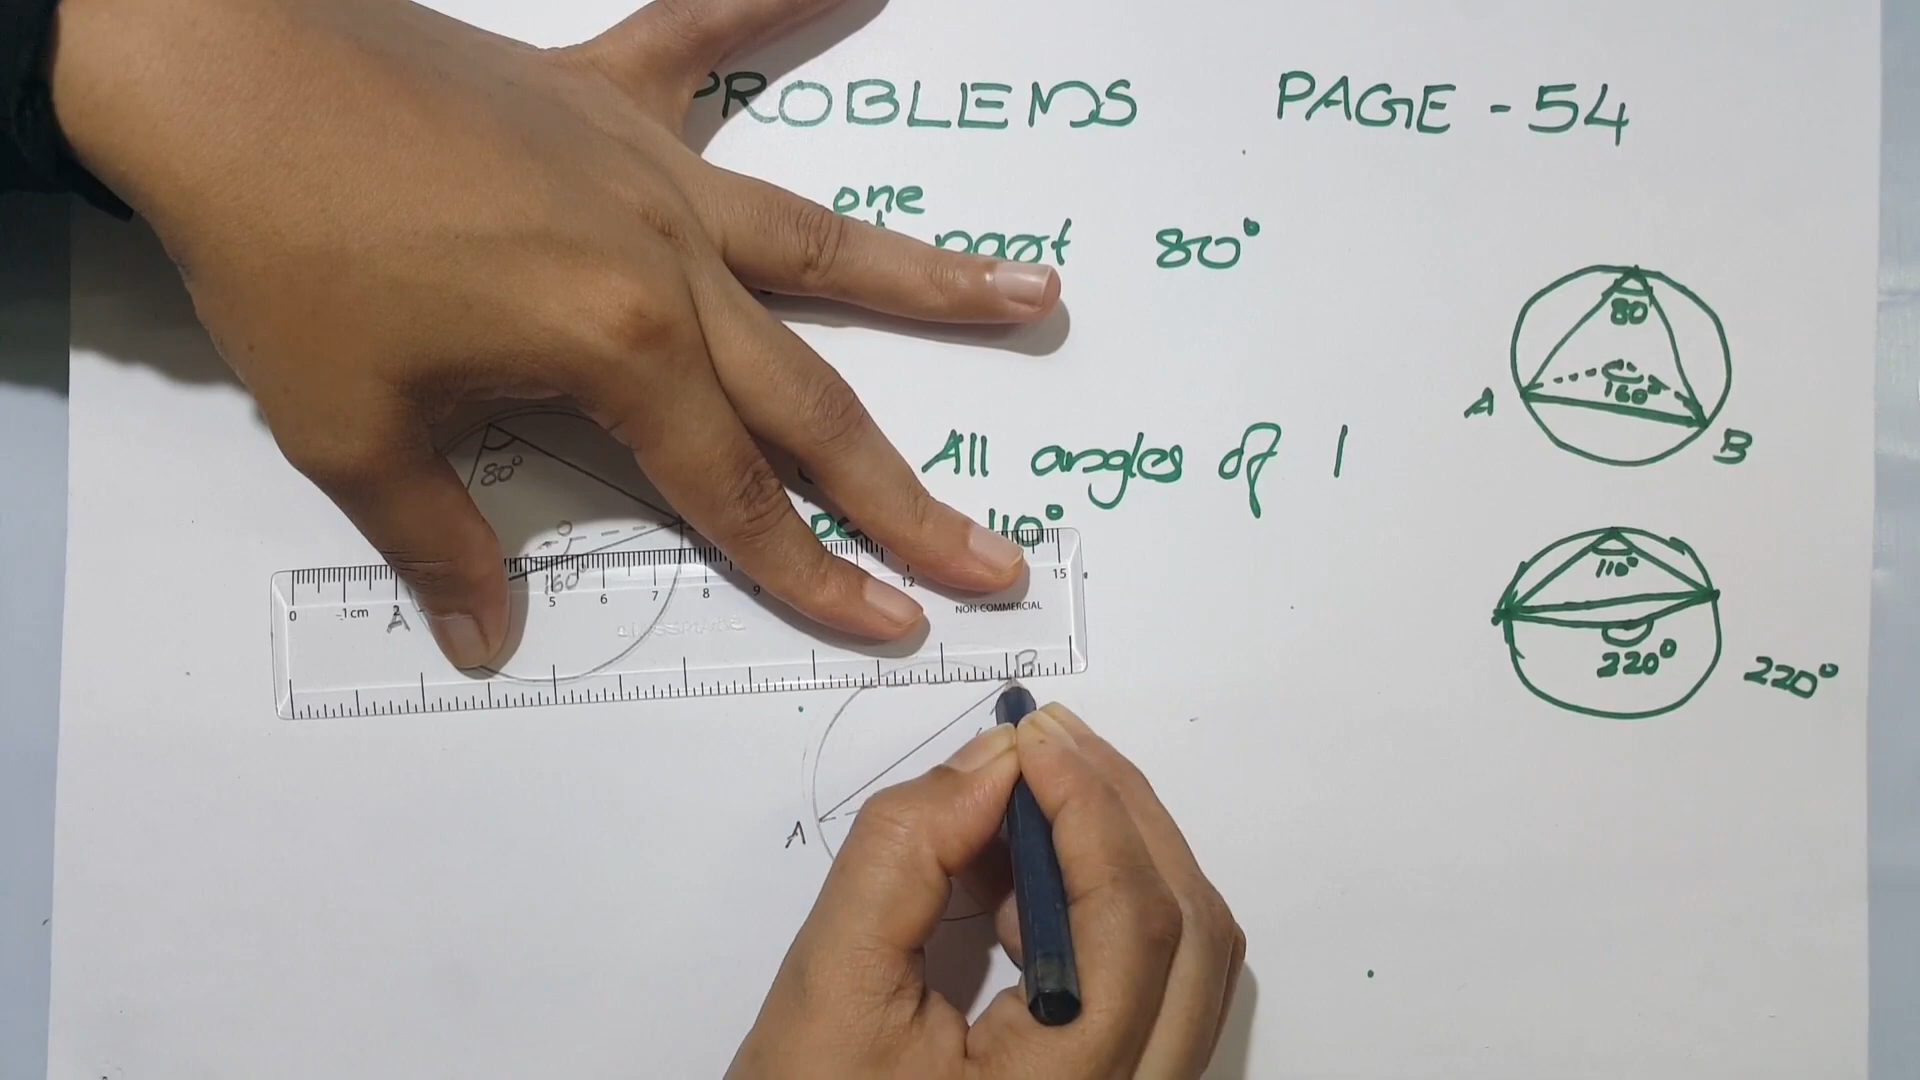 PROBLEMS PAGE - 54
one
part 80°
80
160°
A
B
All angles of 1
110°
110°
220°
220°
80°
160°
A
0 1cm 2 5 6 7 8 9 12 15
NON COMMERCIAL
B
A